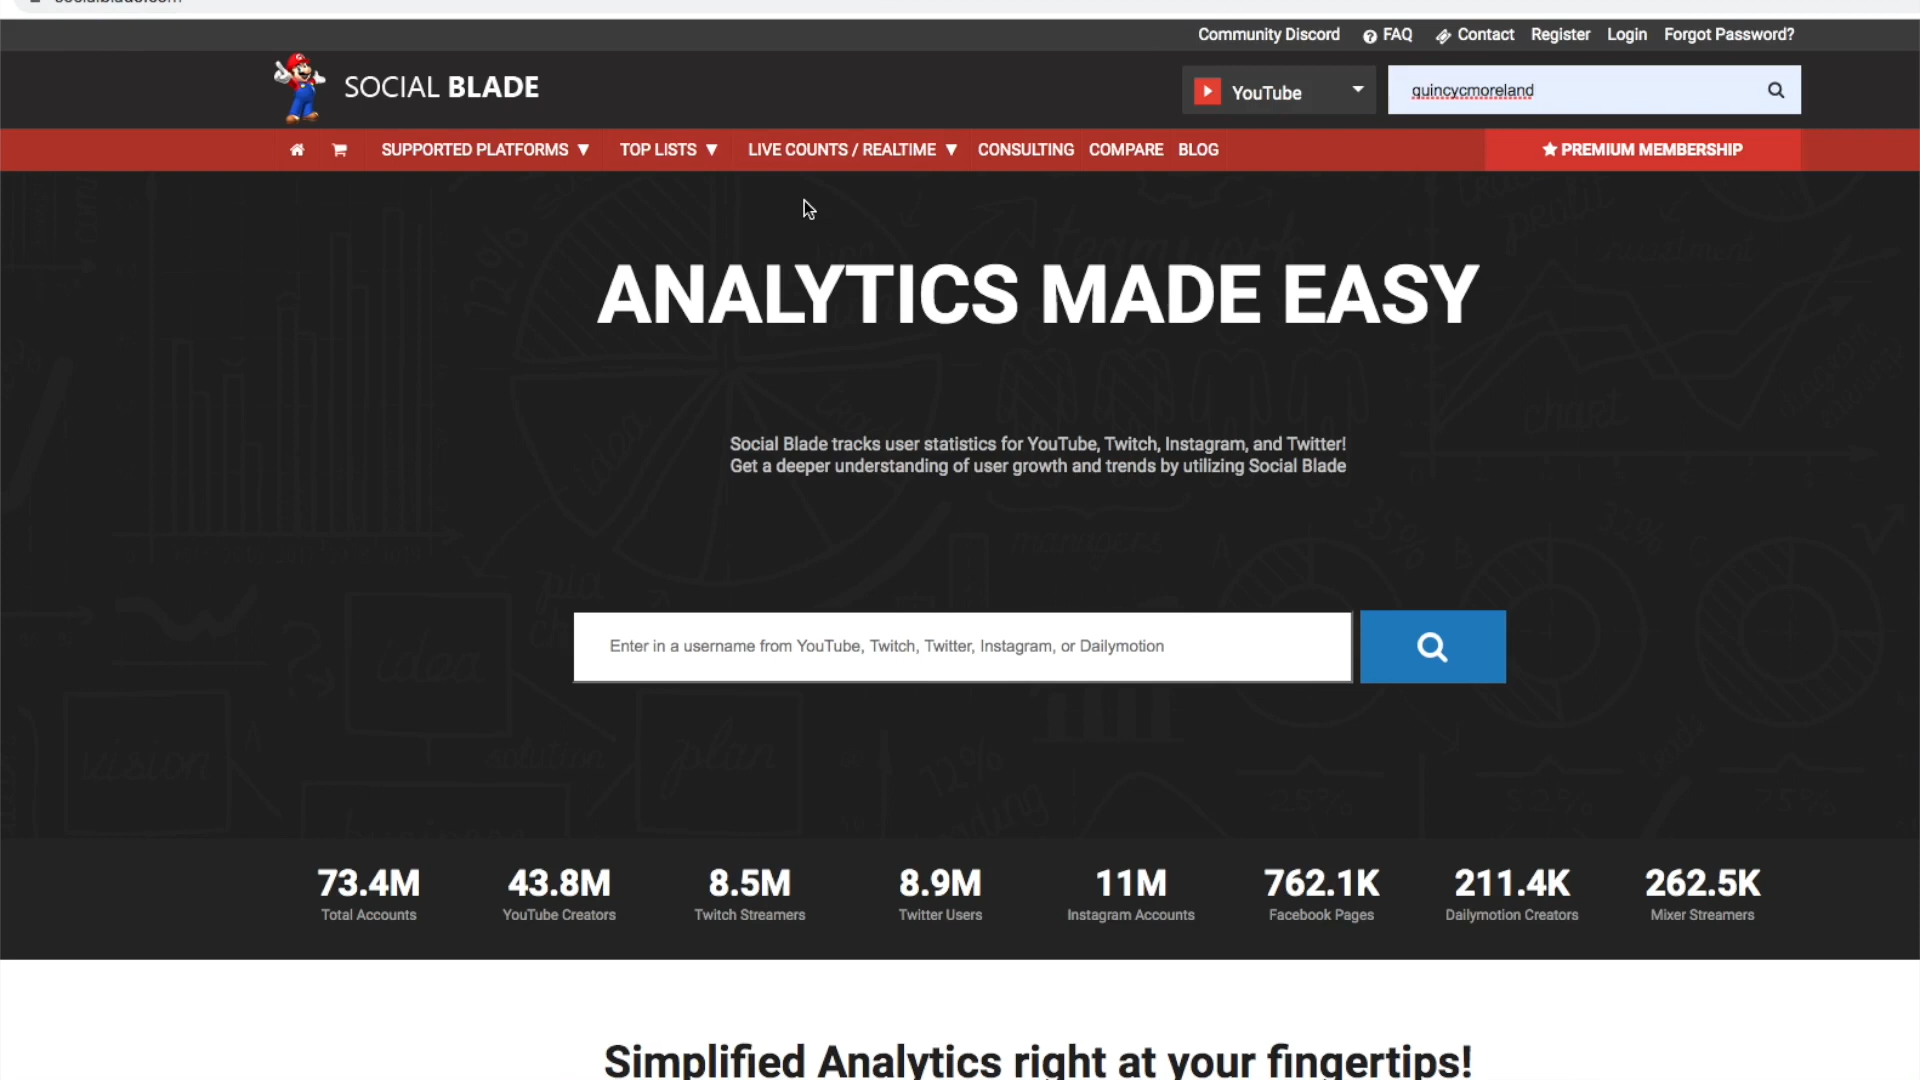 Community Discord FAQ Contact Register Login Forgot Password?
SOCIAL BLADE YouTube quincycmoreland
SUPPORTED PLATFORMS TOP LISTS LIVE COUNTS / REALTIME CONSULTING COMPARE BLOG PREMIUM MEMBERSHIP
ANALYTICS MADE EASY
Social Blade tracks user statistics for YouTube, Twitch, Instagram, and Twitter!
Get a deeper understanding of user growth and trends by utilizing Social Blade
Enter in a username from YouTube, Twitch, Twitter, Instagram, or Dailymotion
73.4M 43.8M 8.5M 8.9M 11M 762.1K 211.4K 262.5K
Total Accounts YouTube Creators Twitch Streamers Twitter Users Instagram Accounts Facebook Pages Dailymotion Creators Mixer Streamers
Simplified Analytics right at your fingertips!